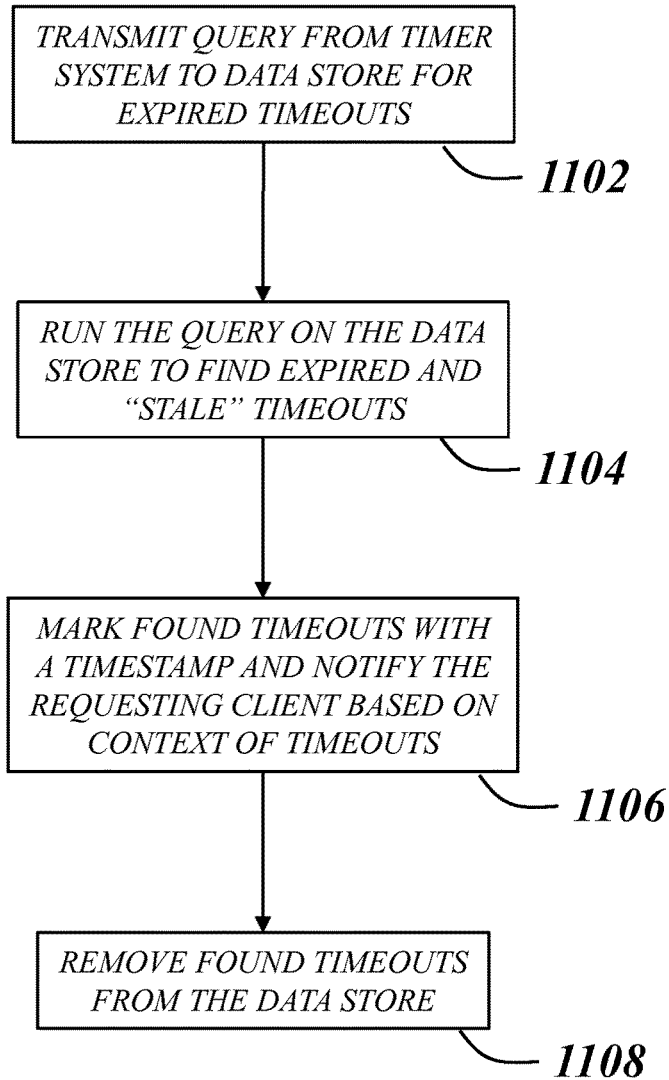 TRANSMIT QUERY FROM TIMER
SYSTEM TO DATA STORE FOR
EXPIRED TIMEOUTS
1102
RUN THE QUERY ON THE DATA
STORE TO FIND EXPIRED AND
“STALE” TIMEOUTS
1104
MARK FOUND TIMEOUTS WITH
A TIMESTAMP AND NOTIFY THE
REQUESTING CLIENT BASED ON
CONTEXT OF TIMEOUTS
1106
REMOVE FOUND TIMEOUTS
FROM THE DATA STORE
1108